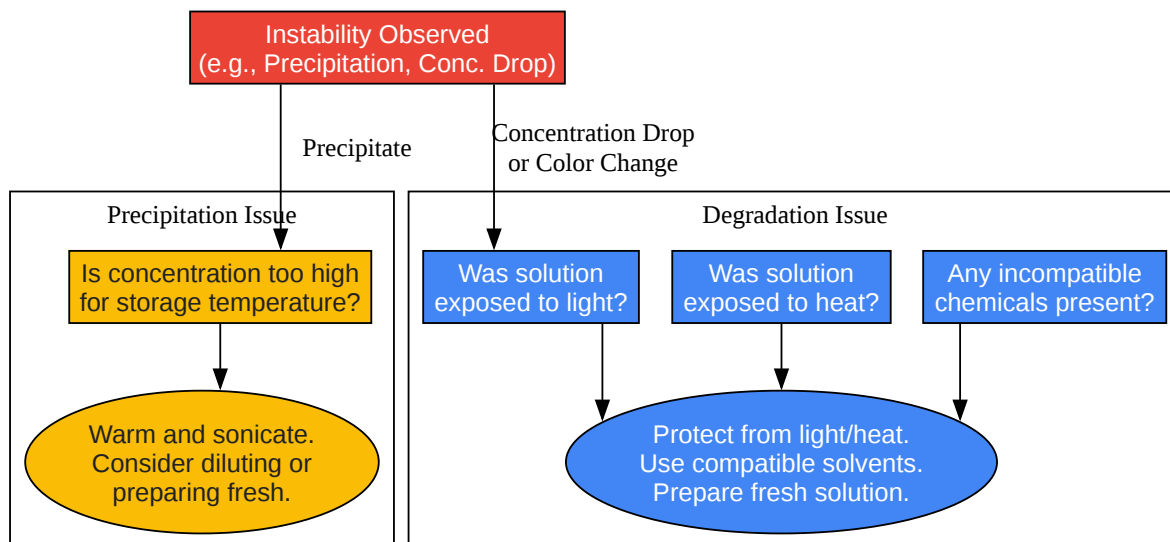 Instability Observed
(e.g., Precipitation, Conc. Drop)
Precipitate
Concentration Drop
or Color Change
Precipitation Issue
Is concentration too high
for storage temperature?
Warm and sonicate.
Consider diluting or
preparing fresh.
Degradation Issue
Was solution
exposed to light?
Was solution
exposed to heat?
Any incompatible
chemicals present?
Protect from light/heat.
Use compatible solvents.
Prepare fresh solution.